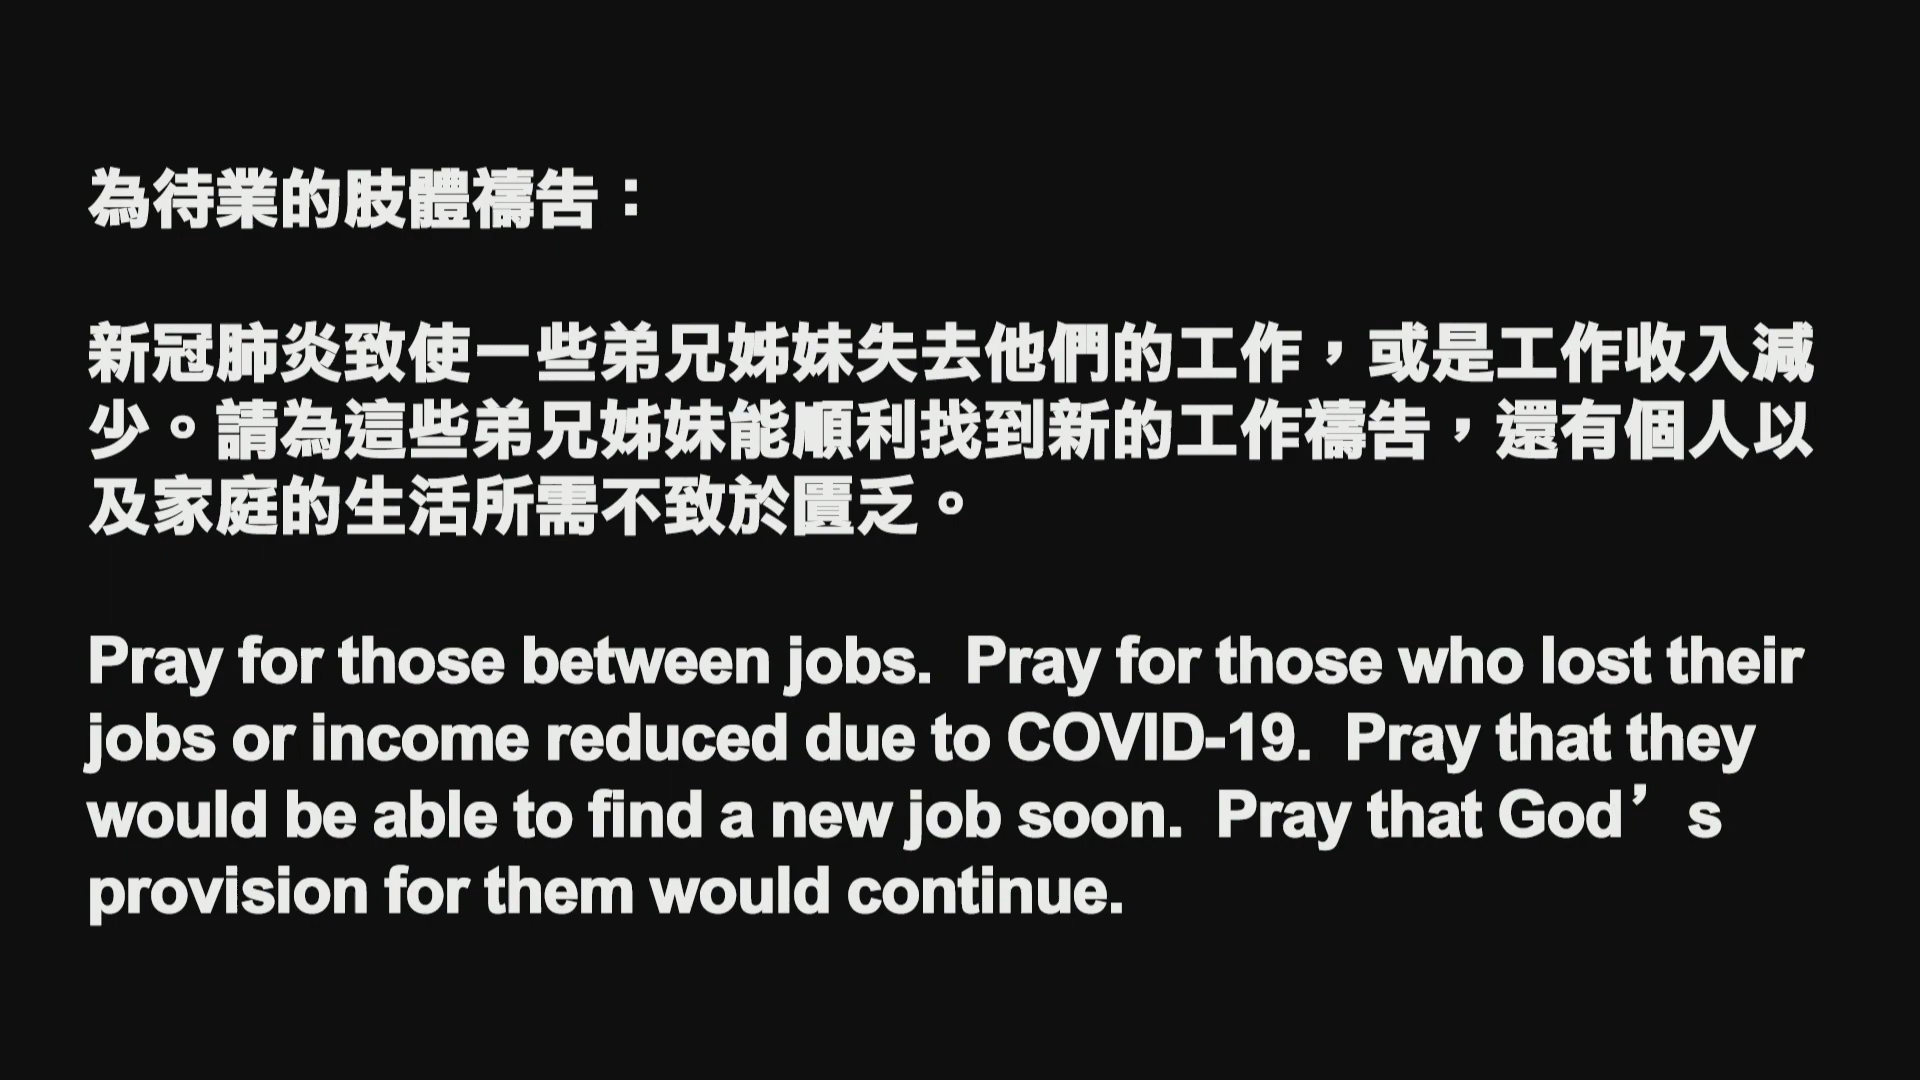 為待業的肢體禱告：
新冠肺炎致使一些弟兄姊妹失去他們的工作，或是工作收入減
少。請為這些弟兄姊妹能順利找到新的工作禱告，還有個人以
及家庭的生活所需不致於匱乏。
Pray for those between jobs.  Pray for those who lost their
jobs or income reduced due to COVID-19.  Pray that they
would be able to find a new job soon.  Pray that God’s
provision for them would continue.